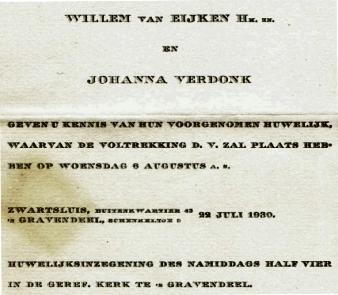 WILLEM VAN EIJKEN HK. ZN.
EN
JOHANNA VERDONK
GEVEN U KENNIS VAN HUN VOORGENOMEN HUWELIJK,
WAARVAN DE VOLTREKKING D. V. ZAL PLAATS HEB-
BEN OP WOENSDAG 6 AUGUSTUS A. S.
ZWARTSLUIS, BUITENKWARTIER 43
'S GRAVENDEEL, SCHENKELTOL 9
22 JULI 1930.
HUWELIJKSINZEGENING DES NAMIDDAGS HALF VIER
IN DE GEREF. KERK TE 'S GRAVENDEEL.